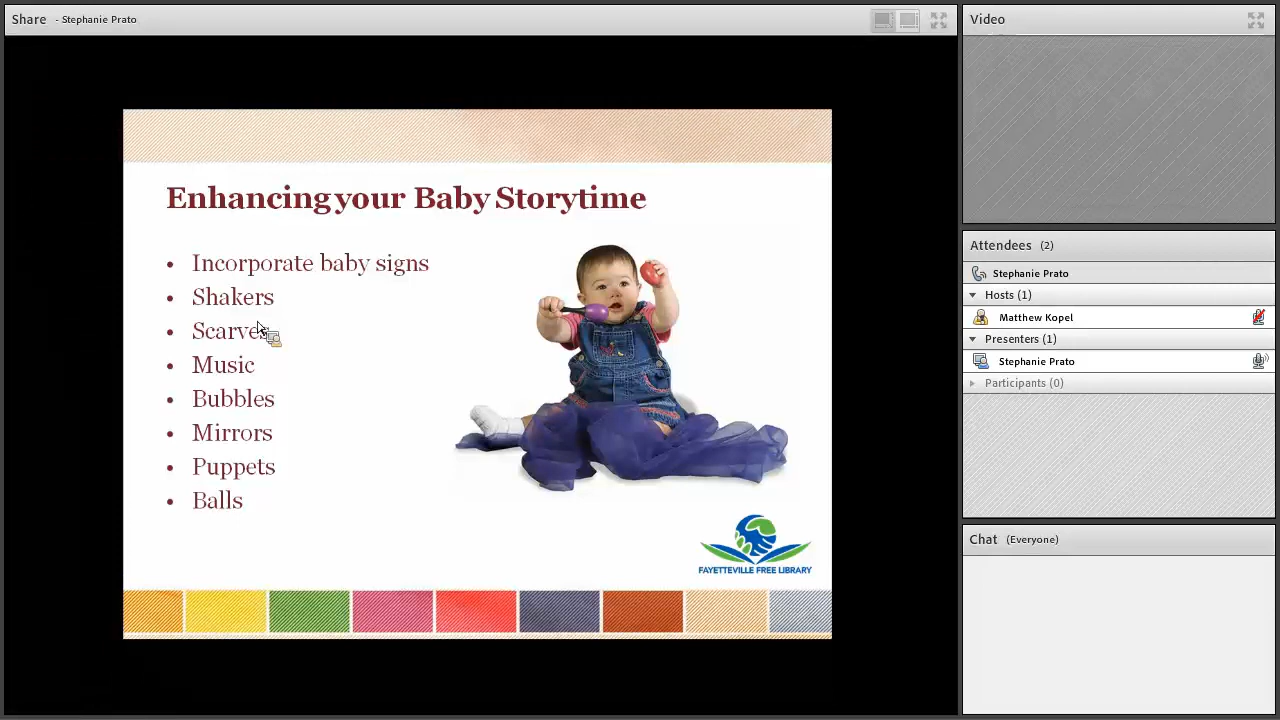 Share - Stephanie Prato
Enhancing your Baby Storytime
• Incorporate baby signs
• Shakers
• Scarves
• Music
• Bubbles
• Mirrors
• Puppets
• Balls
FAYETTEVILLE FREE LIBRARY
Video
Attendees (2)
Stephanie Prato
Hosts (1)
Matthew Kopel
Presenters (1)
Stephanie Prato
Participants (0)
Chat (Everyone)